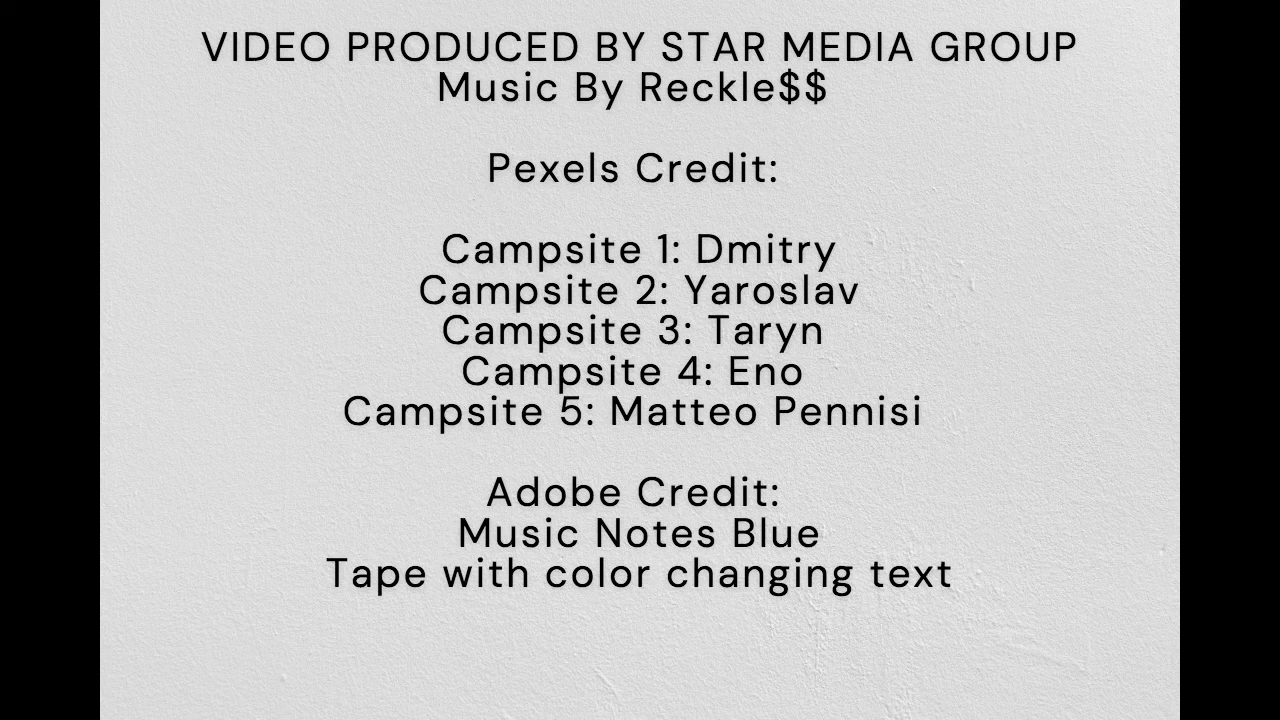 VIDEO PRODUCED BY STAR MEDIA GROUP
Music By Reckle$$
Pexels Credit:
Campsite 1: Dmitry
Campsite 2: Yaroslav
Campsite 3: Taryn
Campsite 4: Eno
Campsite 5: Matteo Pennisi
Adobe Credit:
Music Notes Blue
Tape with color changing text